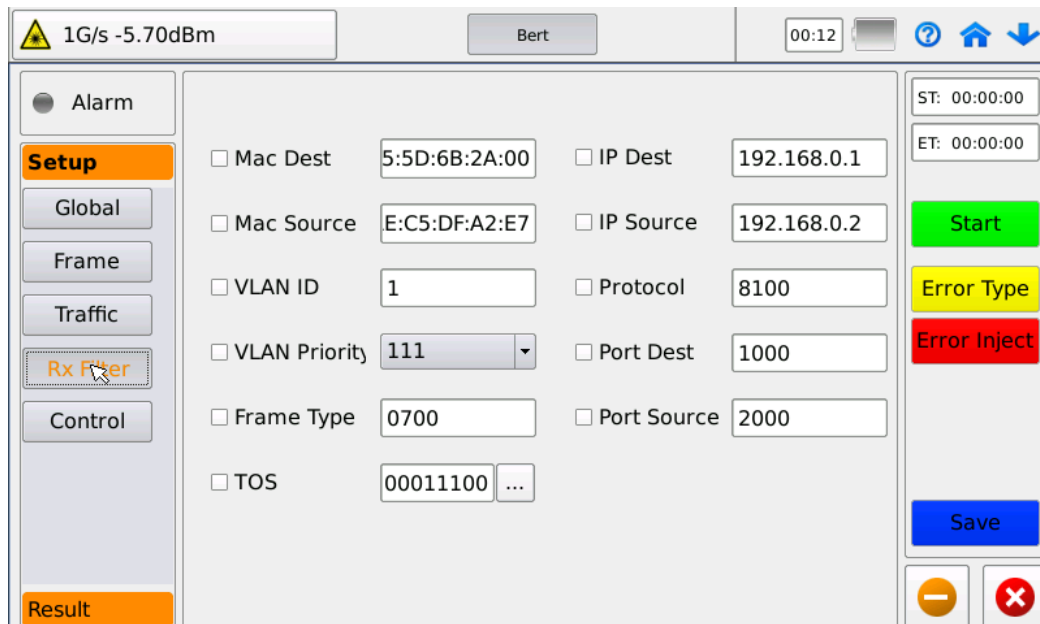 1G/s -5.70dBm
Bert
00:12
?
Alarm
Setup
Global
Frame
Traffic
Rx Filter
Control
Result
Mac Dest 5:5D:6B:2A:00
Mac Source E:C5:DF:A2:E7
VLAN ID 1
VLAN Priority 111
Frame Type 0700
TOS 00011100 ...
IP Dest 192.168.0.1
IP Source 192.168.0.2
Protocol 8100
Port Dest 1000
Port Source 2000
ST: 00:00:00
ET: 00:00:00
Start
Error Type
Error Inject
Save